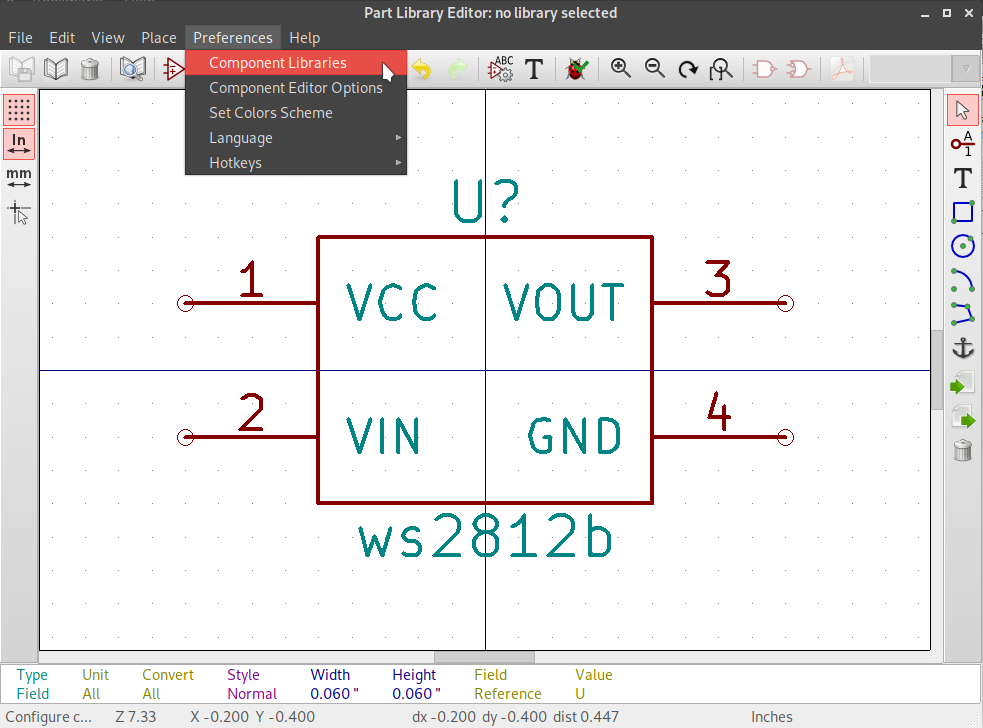 Part Library Editor: no library selected
File Edit View Place Preferences Help
Component Libraries
Component Editor Options
Set Colors Scheme
Language
Hotkeys
ABC
T
In
mm
A
1
T
U?
1 VCC VOUT 3
2 VIN GND 4
ws2812b
Type Unit Convert Style Width Height Field Value
Field All All Normal 0.060 " 0.060 " Reference U
Configure c... Z 7.33 X -0.200 Y -0.400 dx -0.200 dy -0.400 dist 0.447 Inches